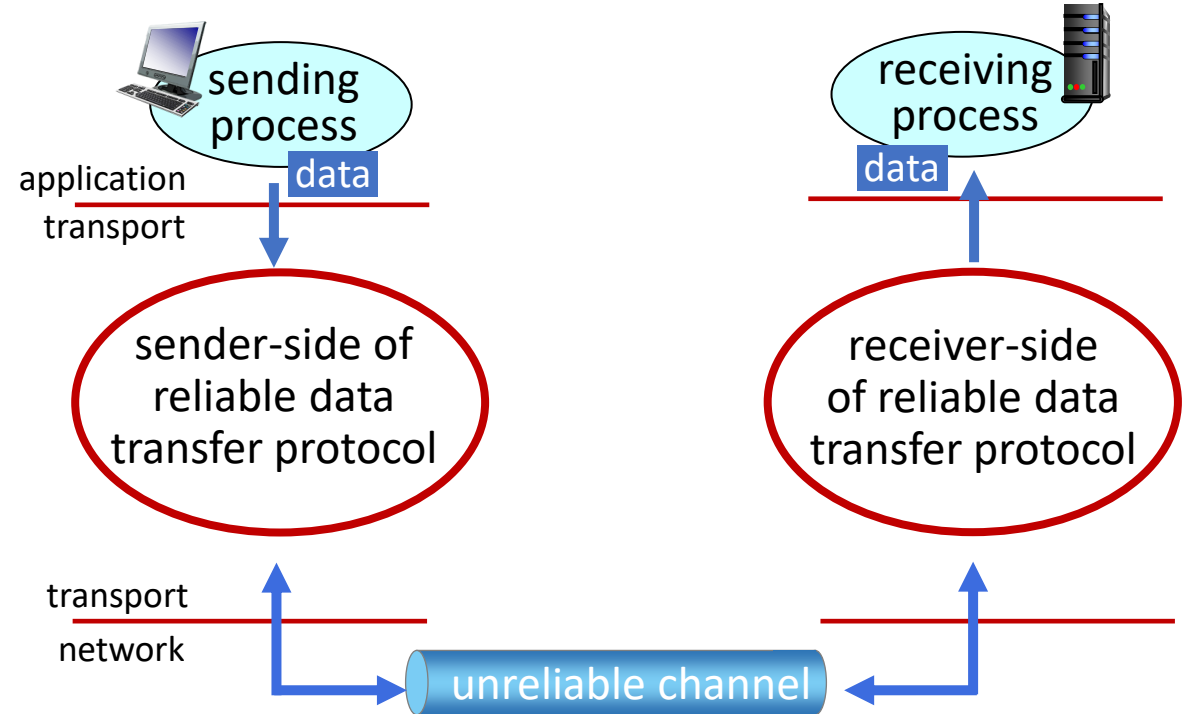 sending
process
data
application
transport
receiving
process
data
sender-side of
reliable data
transfer protocol
receiver-side
of reliable data
transfer protocol
transport
network
unreliable channel